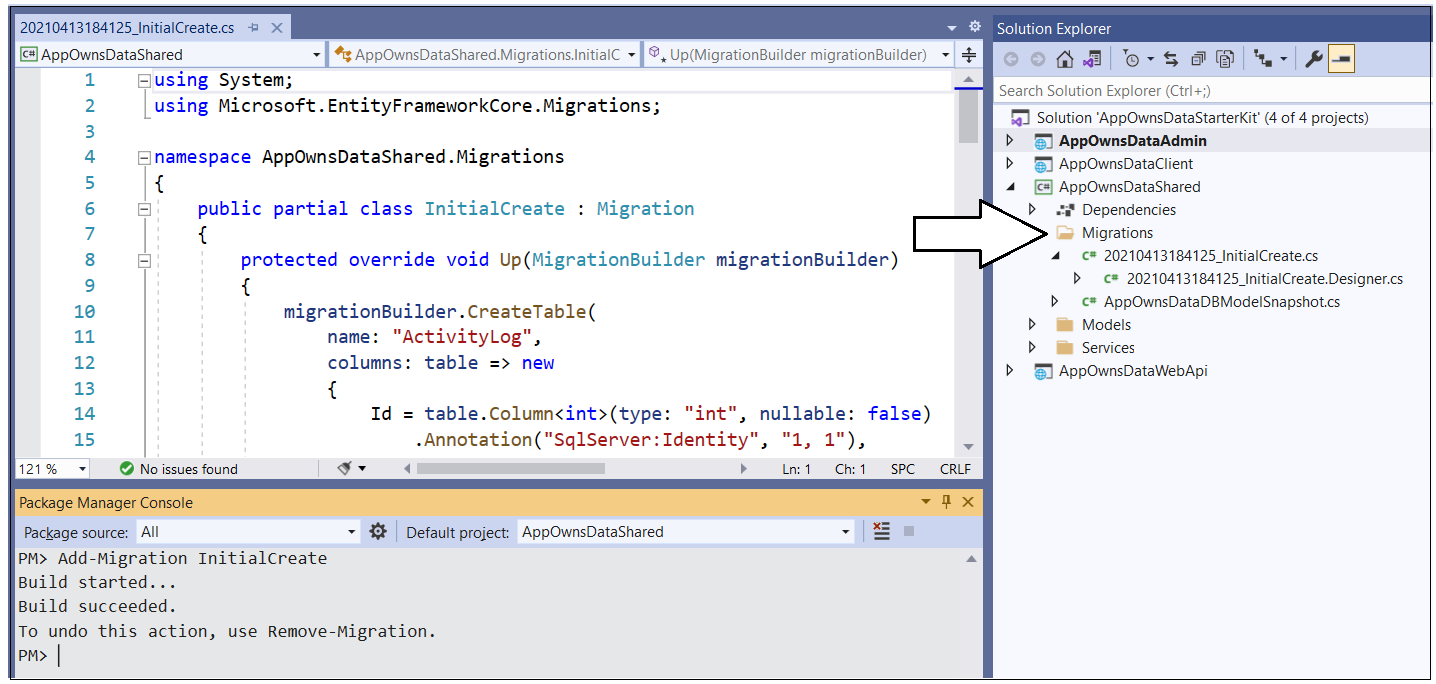 20210413184125_InitialCreate.cs
AppOwnsDataShared
AppOwnsDataShared.Migrations.InitialC
Up(MigrationBuilder migrationBuilder)
1 using System;
2 using Microsoft.EntityFrameworkCore.Migrations;
3
4 namespace AppOwnsDataShared.Migrations
5 {
6 public partial class InitialCreate : Migration
7 {
8 protected override void Up(MigrationBuilder migrationBuilder)
9 {
10 migrationBuilder.CreateTable(
11 name: "ActivityLog",
12 columns: table => new
13 {
14 Id = table.Column<int>(type: "int", nullable: false)
15 .Annotation("SqlServer:Identity", "1, 1"),
121 % No issues found Ln: 1 Ch: 1 SPC CRLF
Package Manager Console
Package source: All Default project: AppOwnsDataShared
PM> Add-Migration InitialCreate
Build started...
Build succeeded.
To undo this action, use Remove-Migration.
PM>
Solution Explorer
Search Solution Explorer (Ctrl+;)
Solution 'AppOwnsDataStarterKit' (4 of 4 projects)
AppOwnsDataAdmin
AppOwnsDataClient
C# AppOwnsDataShared
Dependencies
Migrations
C# 20210413184125_InitialCreate.cs
C# 20210413184125_InitialCreate.Designer.cs
C# AppOwnsDataDBModelSnapshot.cs
Models
Services
AppOwnsDataWebApi